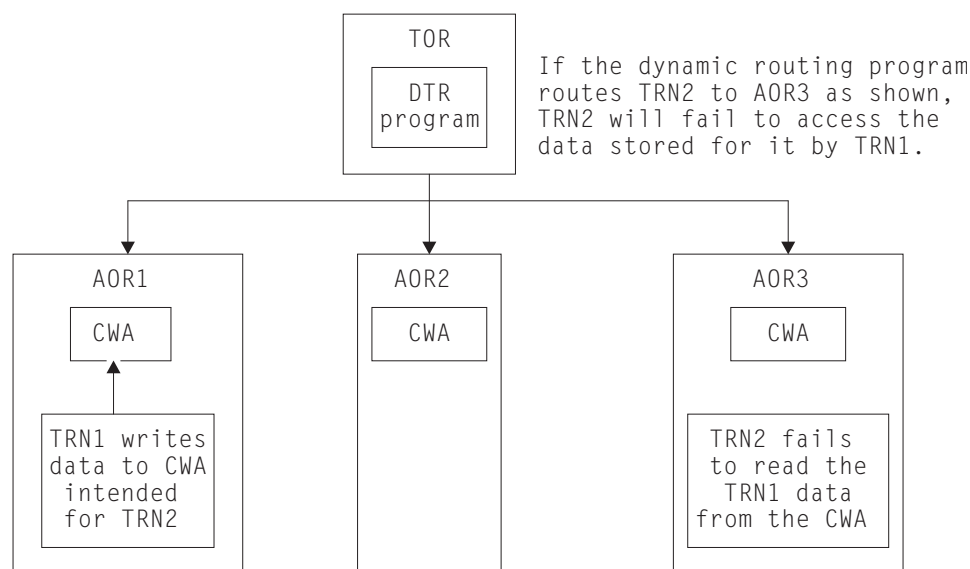 TOR
DTR
program
If the dynamic routing program
routes TRN2 to AOR3 as shown,
TRN2 will fail to access the
data stored for it by TRN1.
AOR1
CWA
TRN1 writes
data to CWA
intended
for TRN2
AOR2
CWA
AOR3
CWA
TRN2 fails
to read the
TRN1 data
from the CWA